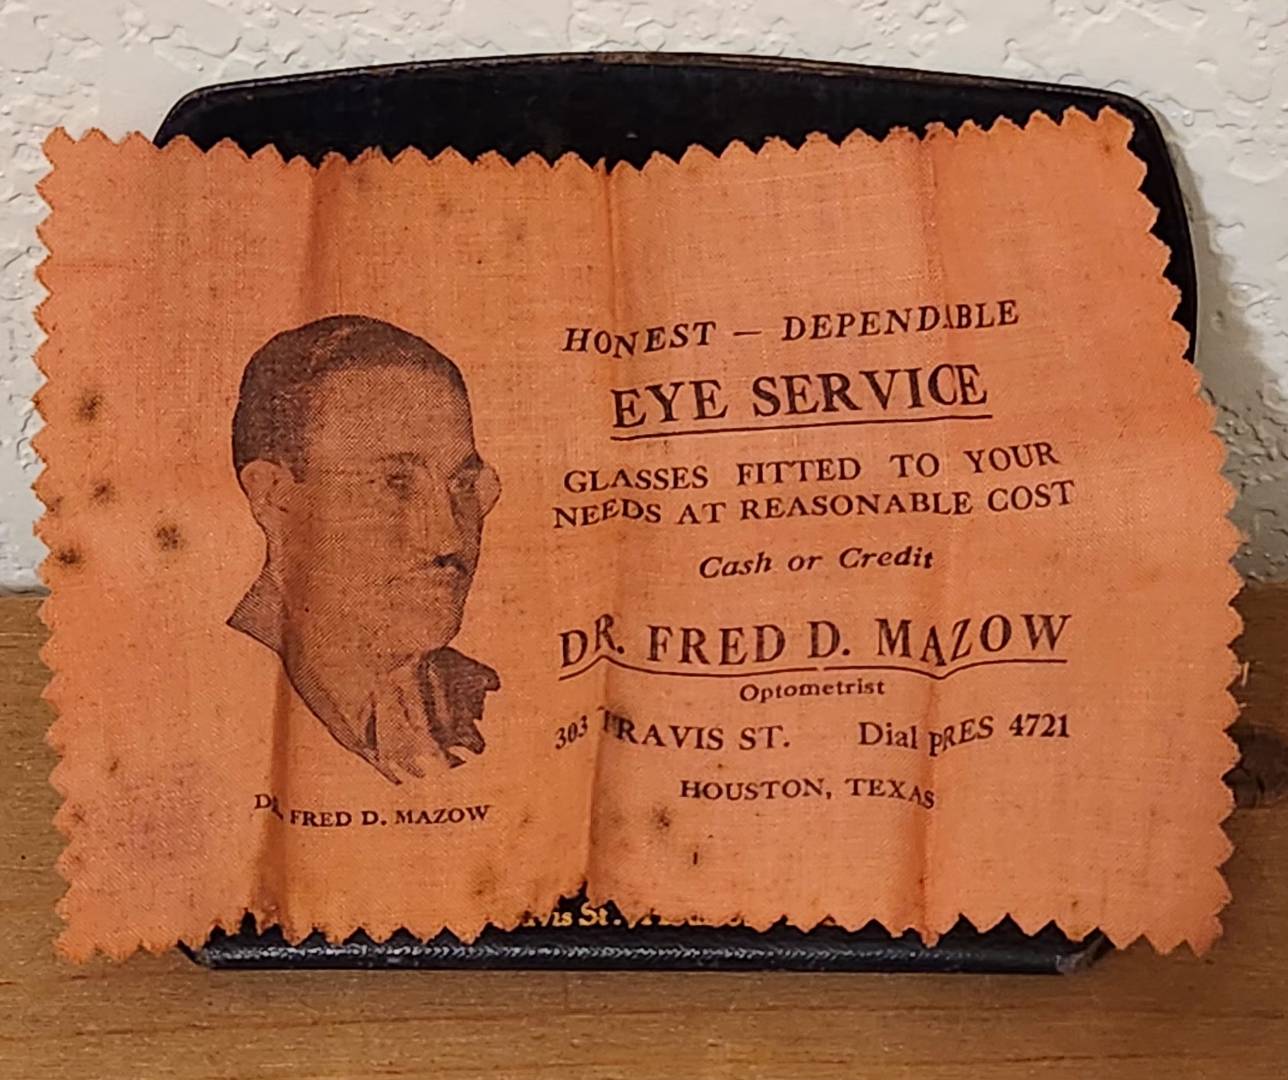 HONEST — DEPENDABLE
EYE SERVICE
GLASSES FITTED TO YOUR
NEEDS AT REASONABLE COST
Cash or Credit
DR. FRED D. MAZOW
Optometrist
303 TRAVIS ST. Dial PRES 4721
HOUSTON, TEXAS
DR. FRED D. MAZOW
St.